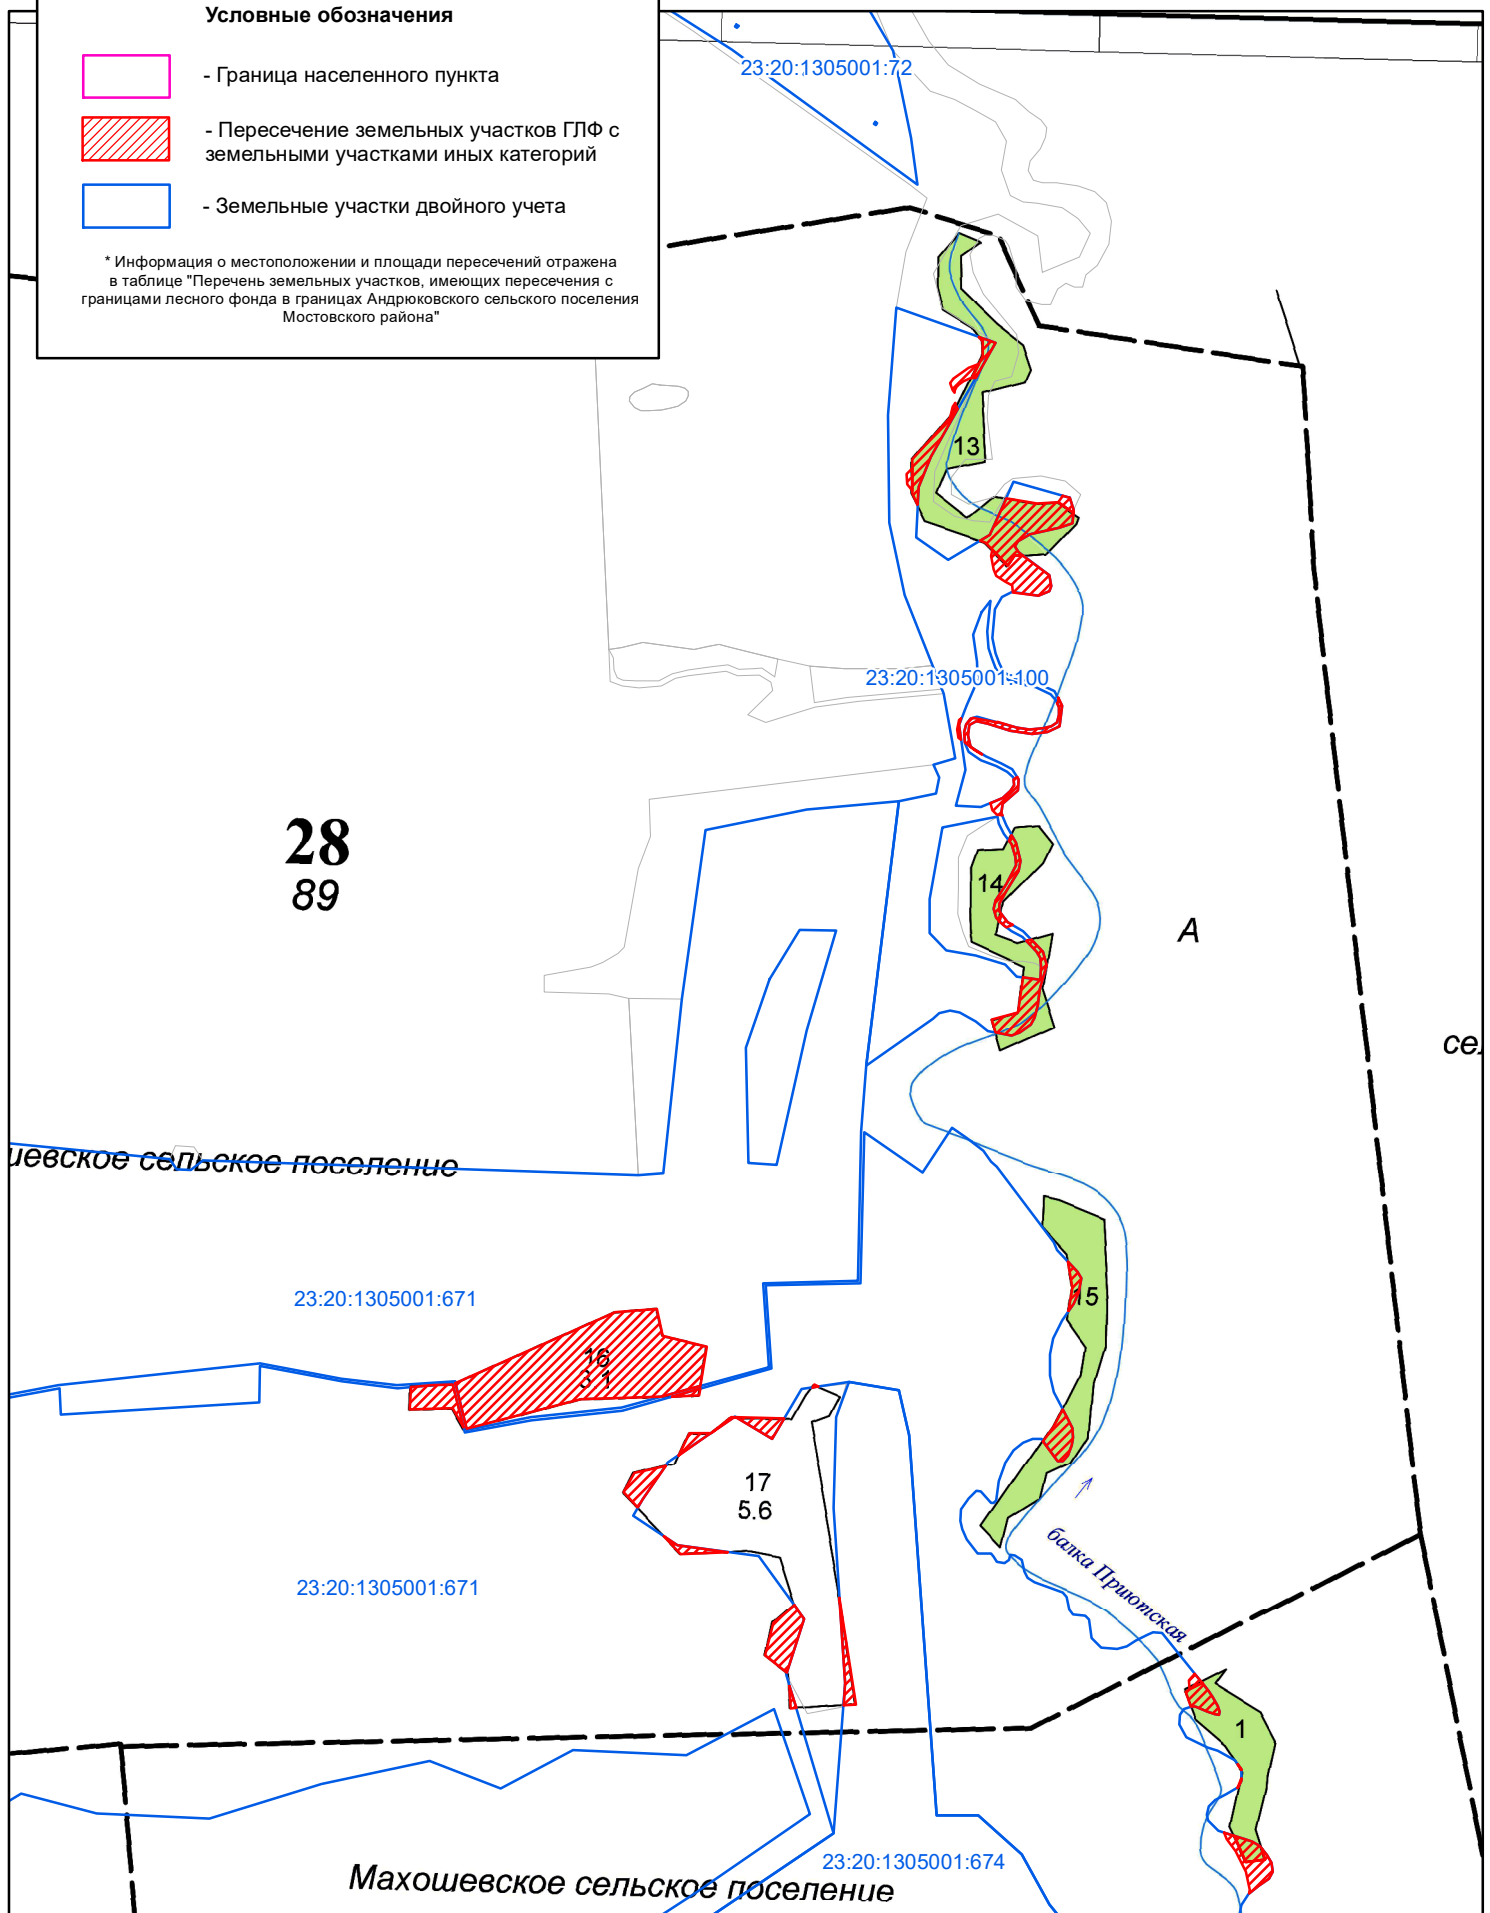 Условные обозначения
- Граница населенного пункта
- Пересечение земельных участков ГЛФ с
земельными участками иных категорий
- Земельные участки двойного учета
* Информация о местоположении и площади пересечений отражена
в таблице "Перечень земельных участков, имеющих пересечения с
границами лесного фонда в границах Андрюковского сельского поселения
Мостовского района"
23:20:1305001:72
13
23:20:1305001:100
28
89
14
А
сел
шевское сельское поселение
15
23:20:1305001:671
16
17
5.6
балка Приютская
23:20:1305001:671
1
23:20:1305001:674
Махошевское сельское поселение